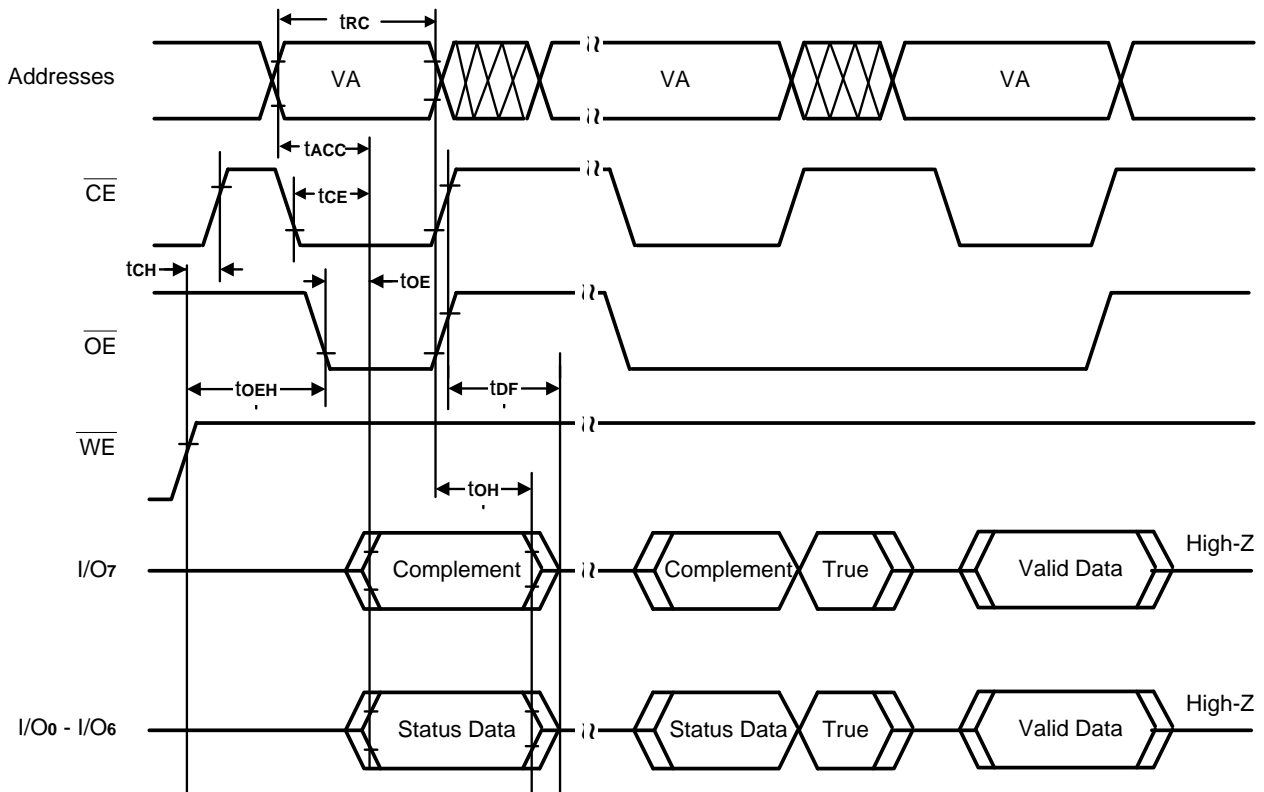 tRC
Addresses
VA
VA
VA
tACC
CE
tCE
tCH
tOE
OE
tOEH
tDF
WE
tOH
I/O7
Complement
Complement
True
Valid Data
High-Z
I/O0 - I/O6
Status Data
Status Data
True
Valid Data
High-Z